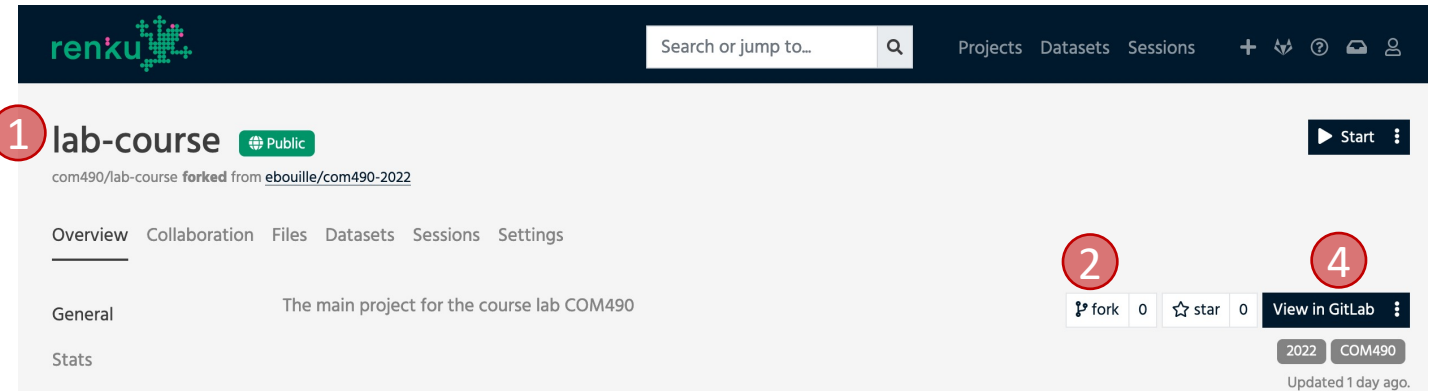 renku
Search or jump to...
Projects Datasets Sessions
1
lab-course Public
Start
com490/lab-course forked from ebouille/com490-2022
Overview Collaboration Files Datasets Sessions Settings
2
4
General
The main project for the course lab COM490
fork 0 star 0 View in GitLab
Stats
2022 COM490
Updated 1 day ago.